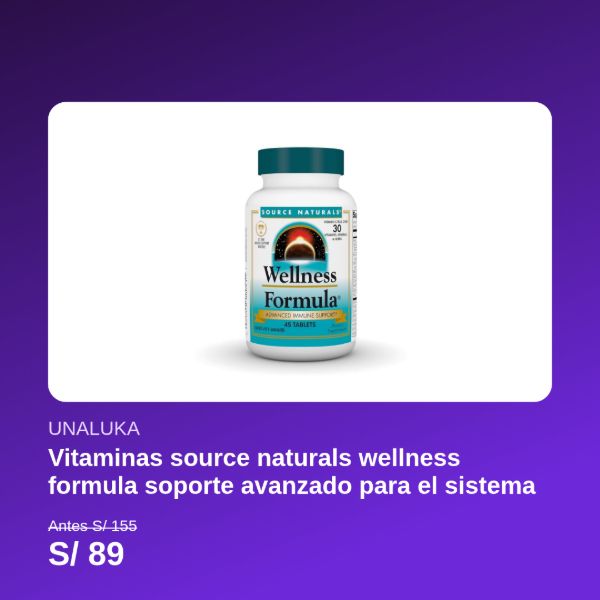 SOURCE NATURALS®
30
Wellness
Formula®
ADVANCED IMMUNE SUPPORT
45 TABLETS
UNALUKA
Vitaminas source naturals wellness
formula soporte avanzado para el sistema
Antes S/ 155
S/ 89